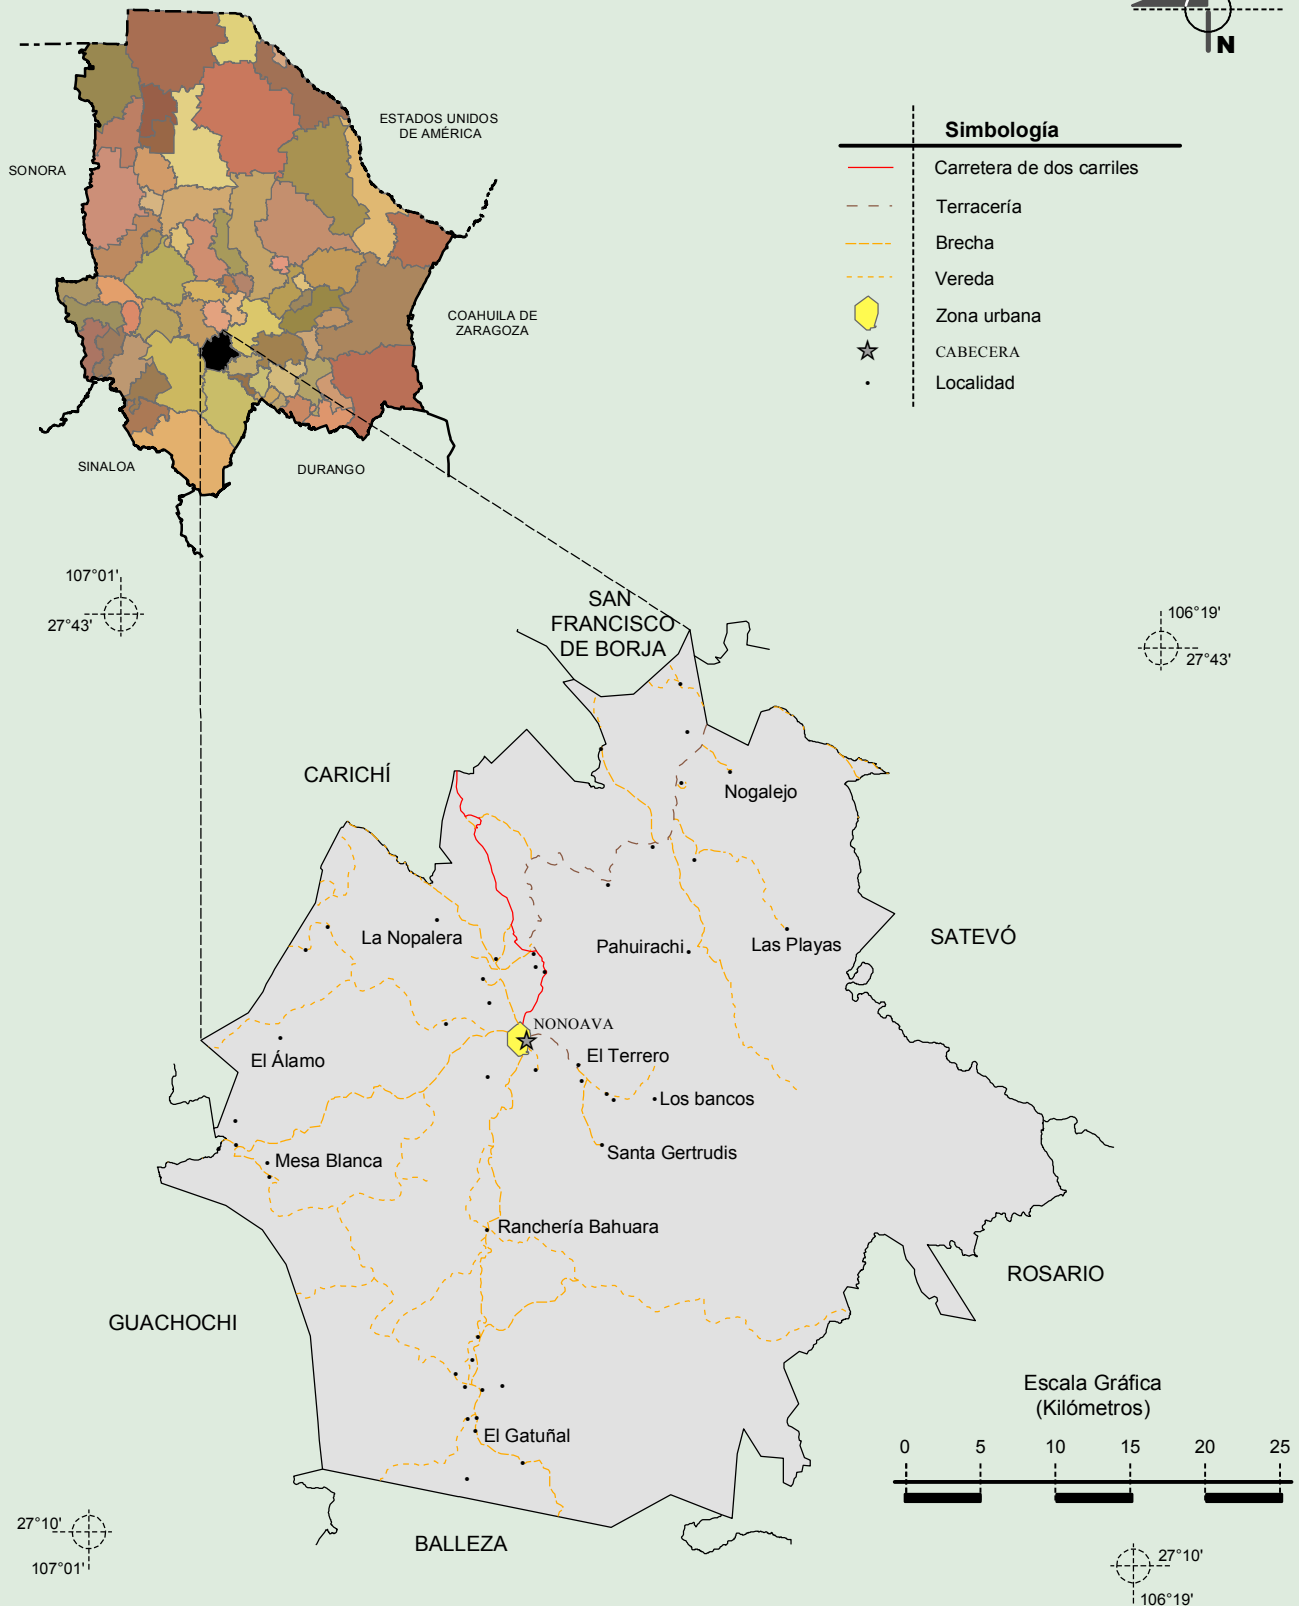 N
ESTADOS UNIDOS
DE AMÉRICA
SONORA
COAHUILA DE
ZARAGOZA
SINALOA
DURANGO
Simbología
Carretera de dos carriles
Terracería
Brecha
Vereda
Zona urbana
CABECERA
Localidad
107°01'
27°43'
106°19'
27°43'
SAN
FRANCISCO
DE BORJA
CARICHÍ
Nogalejo
La Nopalera
Pahuirachi
Las Playas
SATEVÓ
NONOAVA
El Álamo
El Terrero
Los bancos
Santa Gertrudis
Mesa Blanca
Ranchería Bahuara
ROSARIO
GUACHOCHI
El Gatuñal
BALLEZA
Escala Gráfica
(Kilómetros)
0 5 10 15 20 25
27°10'
107°01'
27°10'
106°19'